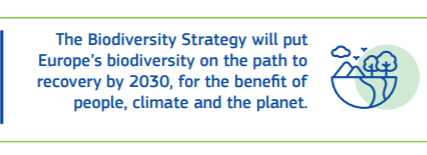 The Biodiversity Strategy will put
Europe’s biodiversity on the path to
recovery by 2030, for the benefit of
people, climate and the planet.